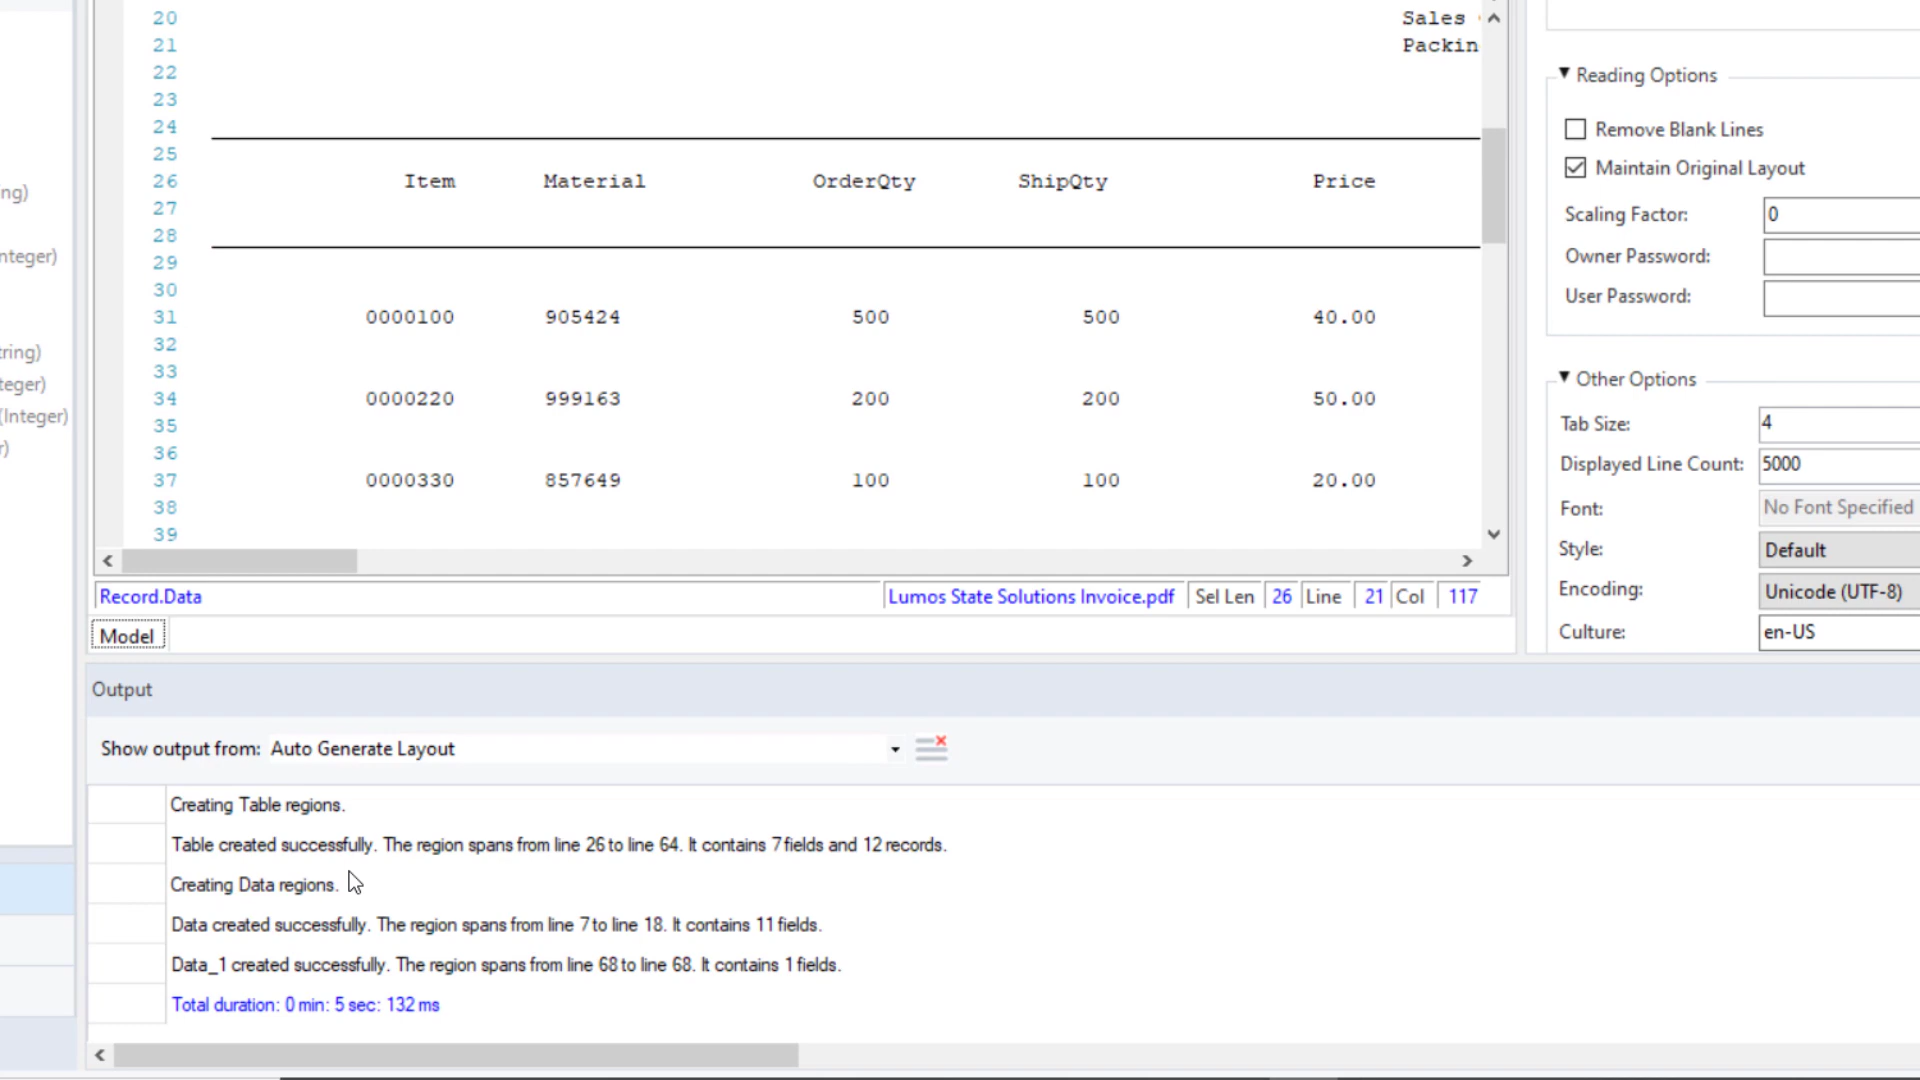 20 Sales
21 Packin
22
23
24
25
26 Item Material OrderQty ShipQty Price
27
28
29
30
31 0000100 905424 500 500 40.00
32
33
34 0000220 999163 200 200 50.00
35
36
37 0000330 857649 100 100 20.00
38
39
ng)
nteger)
tring)
teger)
(Integer)
r)
Record.Data Lumos State Solutions Invoice.pdf Sel Len 26 Line 21 Col 117
Model
Reading Options
Remove Blank Lines
Maintain Original Layout
Scaling Factor: 0
Owner Password:
User Password:
Other Options
Tab Size: 4
Displayed Line Count: 5000
Font: No Font Specified
Style: Default
Encoding: Unicode (UTF-8)
Culture: en-US
Output
Show output from: Auto Generate Layout
Creating Table regions.
Table created successfully. The region spans from line 26 to line 64. It contains 7 fields and 12 records.
Creating Data regions.
Data created successfully. The region spans from line 7 to line 18. It contains 11 fields.
Data_1 created successfully. The region spans from line 68 to line 68. It contains 1 fields.
Total duration: 0 min: 5 sec: 132 ms